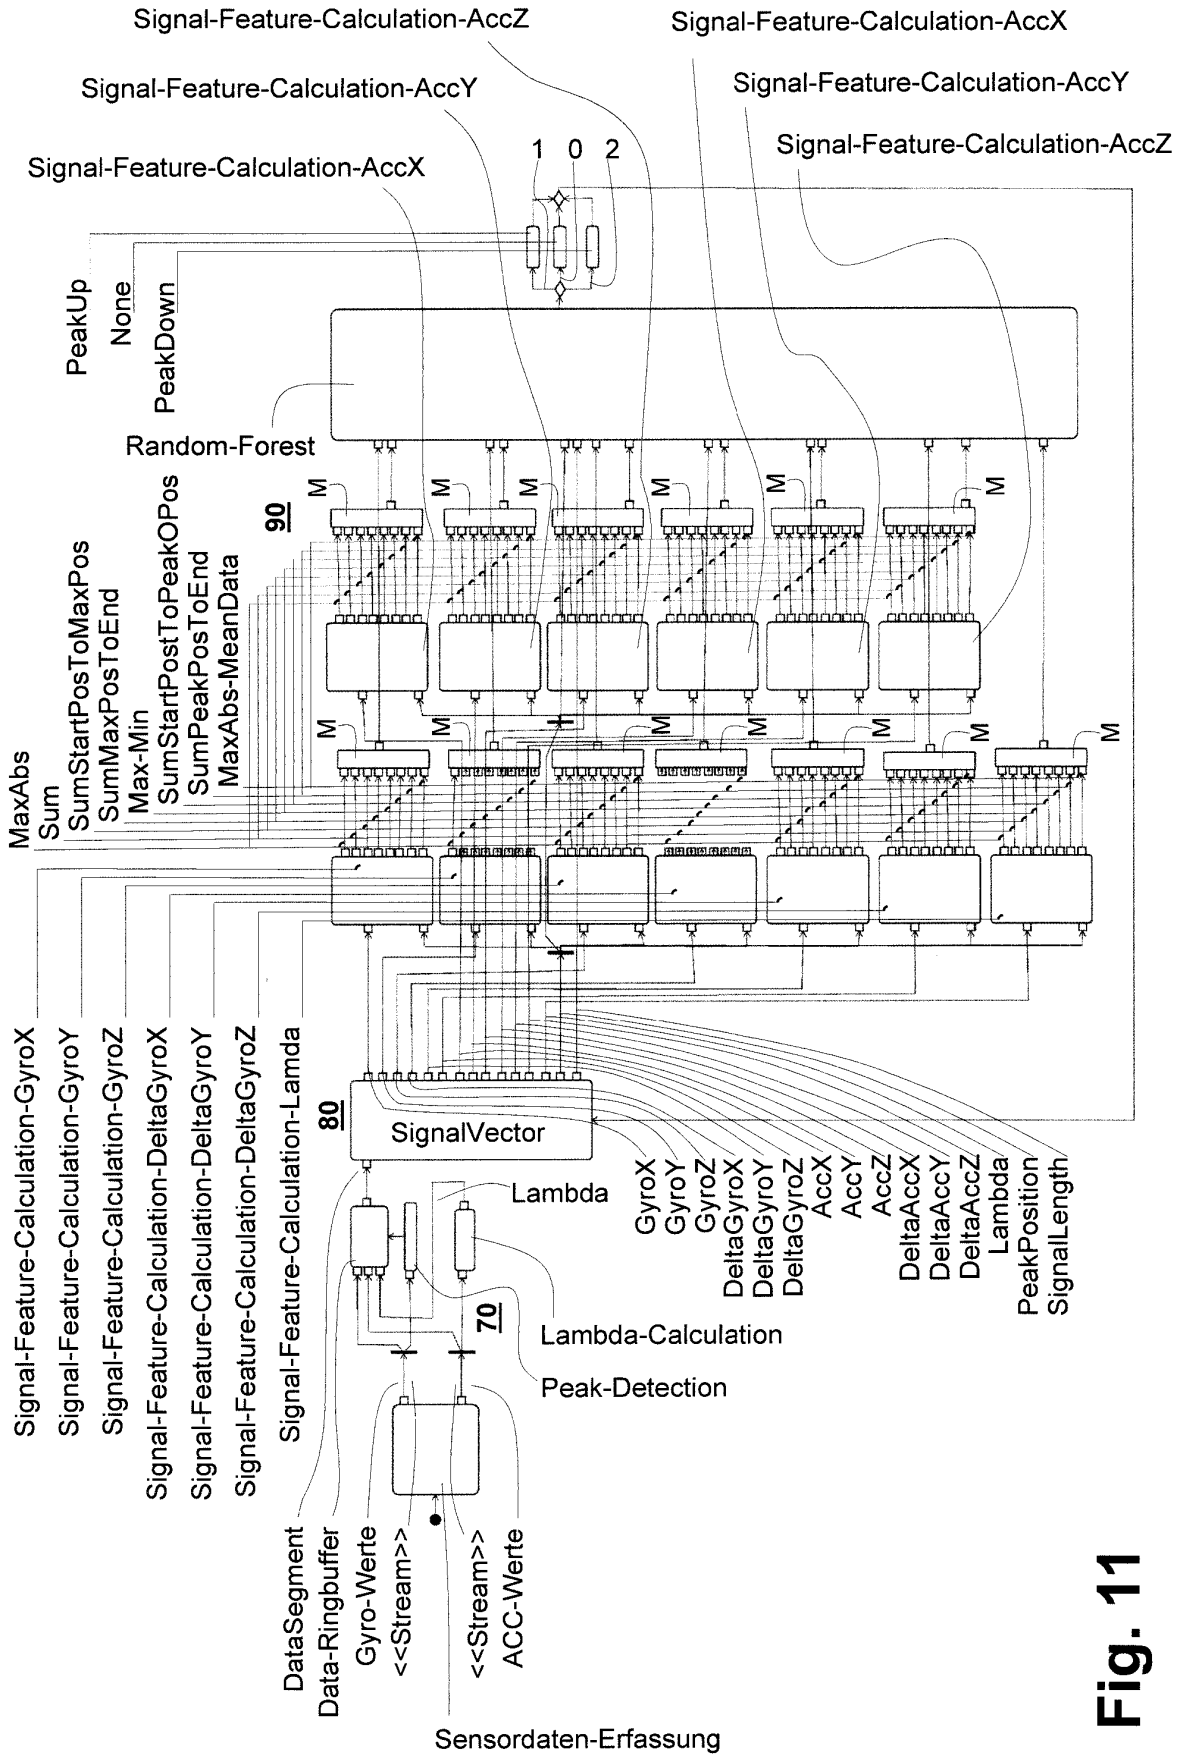 Signal-Feature-Calculation-AccZ
Signal-Feature-Calculation-AccX
Signal-Feature-Calculation-AccY
Signal-Feature-Calculation-AccY
Signal-Feature-Calculation-AccZ
Signal-Feature-Calculation-AccX
1
0
2
PeakUp
None
PeakDown
Random-Forest
90
M
M
M
M
M
M
MaxAbs
Sum
SumStartPosToMaxPos
SumMaxPosToEnd
Max-Min
SumStartPostToPeakOPos
SumPeakPosToEnd
MaxAbs-MeanData
M
M
M
M
M
M
M
Signal-Feature-Calculation-GyroX
Signal-Feature-Calculation-GyroY
Signal-Feature-Calculation-GyroZ
Signal-Feature-Calculation-DeltaGyroX
Signal-Feature-Calculation-DeltaGyroY
Signal-Feature-Calculation-DeltaGyroZ
Signal-Feature-Calculation-Lamda
80
SignalVector
GyroX
GyroY
GyroZ
DeltaGyroX
DeltaGyroY
DeltaGyroZ
AccX
AccY
AccZ
DeltaAccX
DeltaAccY
DeltaAccZ
Lambda
PeakPosition
SignalLength
Lambda
70
Lambda-Calculation
Peak-Detection
DataSegment
Data-Ringbuffer
Gyro-Werte
<<Stream>>
<<Stream>>
ACC-Werte
Sensordaten-Erfassung
Fig. 11